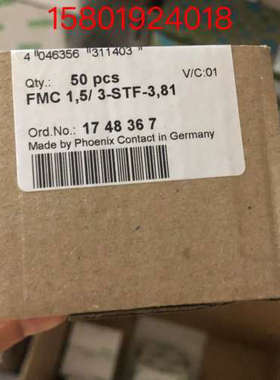 15801924018
4 "046356 "311403"
Qty.: 50 pcs V/C:01
FMC 1,5/ 3-STF-3,81
Ord.No.: 17 48 36 7
Made by Phoenix Contact in Germany